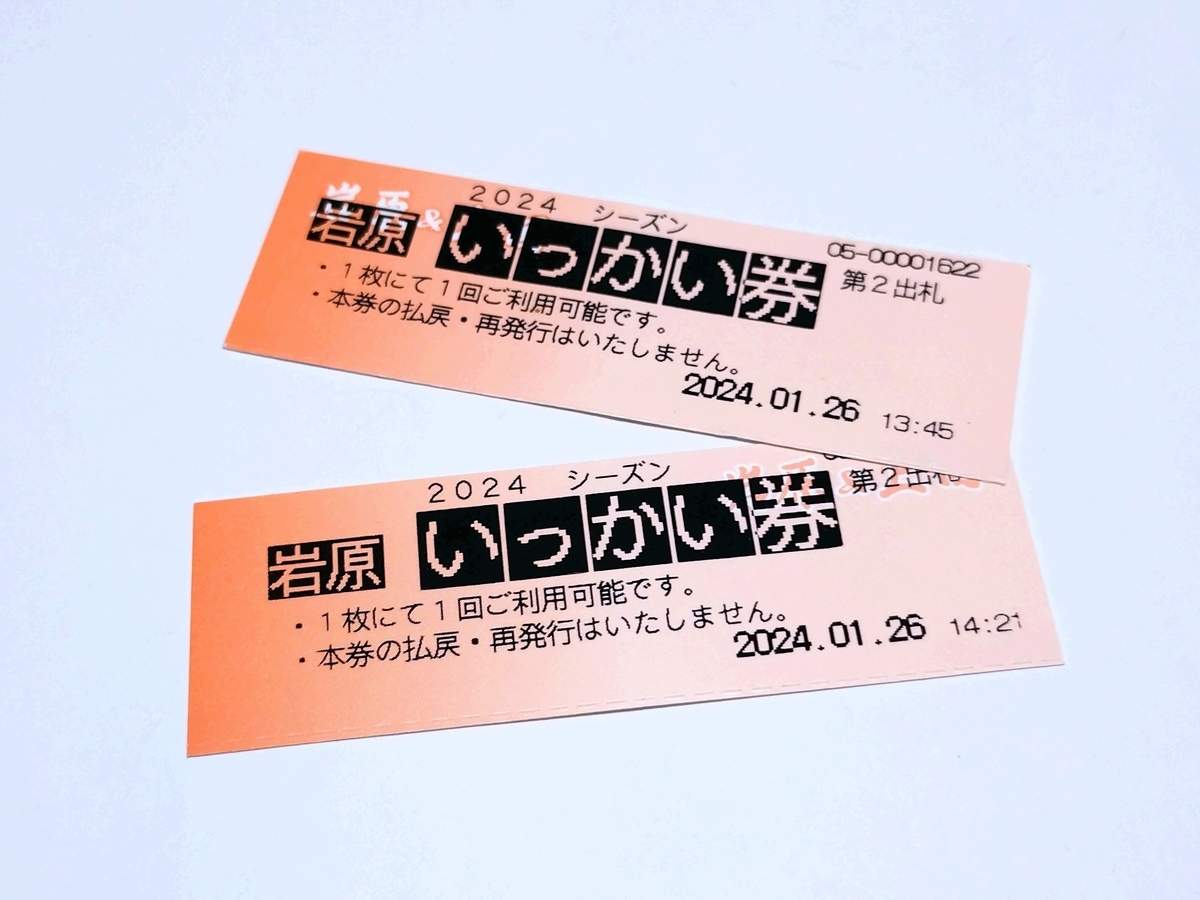 ２０２４ シーズン
岩原 いっかい券
05-00001622
第２出札
・１枚にて１回ご利用可能です。
・本券の払戻・再発行はいたしません。
2024.01.26 13:45
２０２４ シーズン
岩原 いっかい券
第２出札
・１枚にて１回ご利用可能です。
・本券の払戻・再発行はいたしません。
2024.01.26 14:21